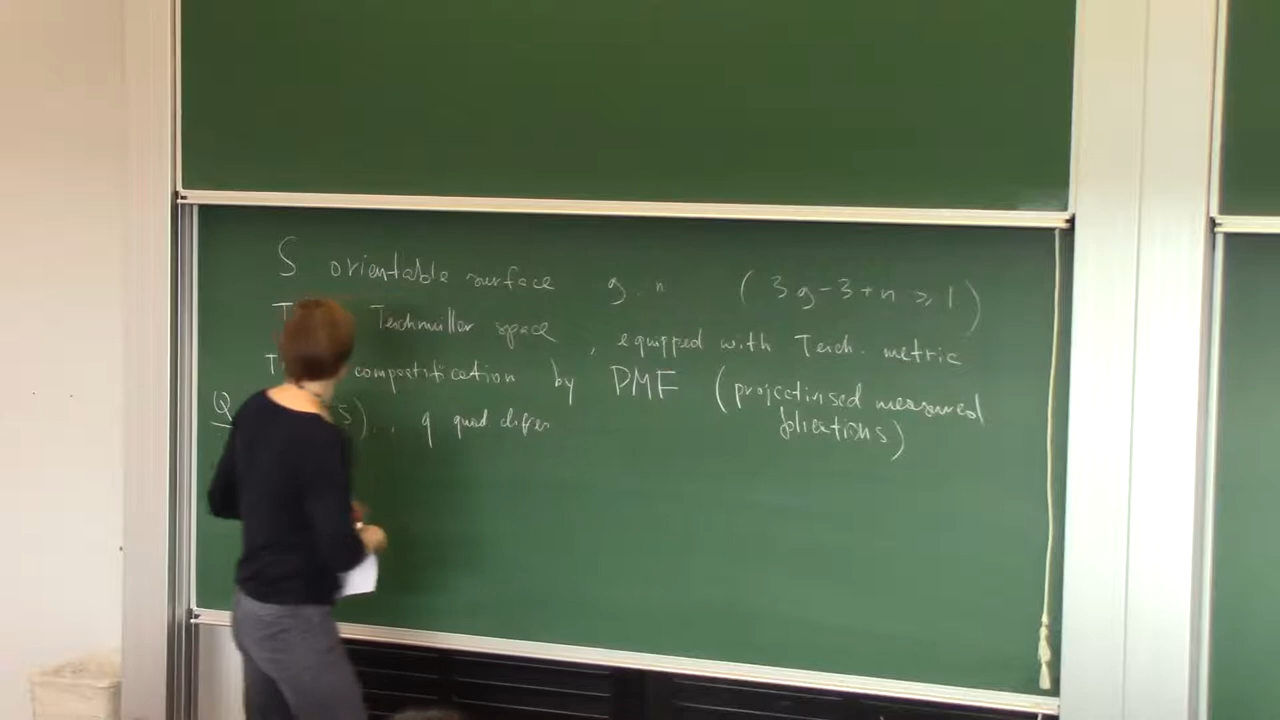 S orientable surface g, n (3g-3+n ≥ 1)
T Teichmüller space, equipped with Teich. metric
T compactification by PMF (projectivised measured foliations)
Q S) .. q quad differ